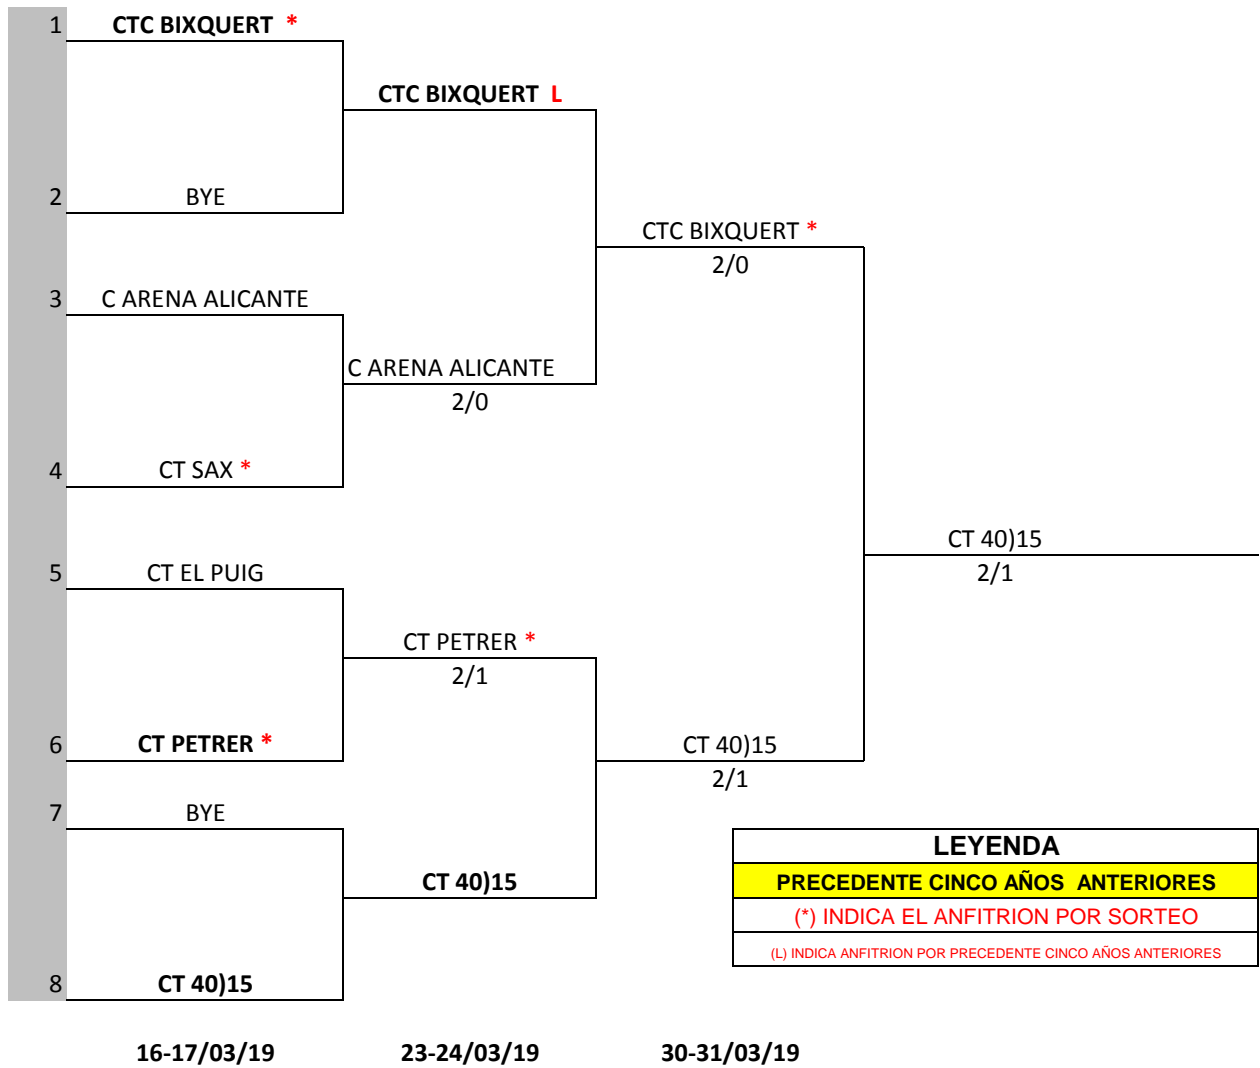 1 CTC BIXQUERT *
CTC BIXQUERT L
2 BYE
CTC BIXQUERT *
2/0
3 C ARENA ALICANTE
C ARENA ALICANTE
2/0
4 CT SAX *
CT 40)15
2/1
5 CT EL PUIG
CT PETRER *
2/1
6 CT PETRER *
CT 40)15
2/1
7 BYE
CT 40)15
8 CT 40)15
LEYENDA
PRECEDENTE CINCO AÑOS ANTERIORES
(*) INDICA EL ANFITRION POR SORTEO
(L) INDICA ANFITRION POR PRECEDENTE CINCO AÑOS ANTERIORES
16-17/03/19 23-24/03/19 30-31/03/19